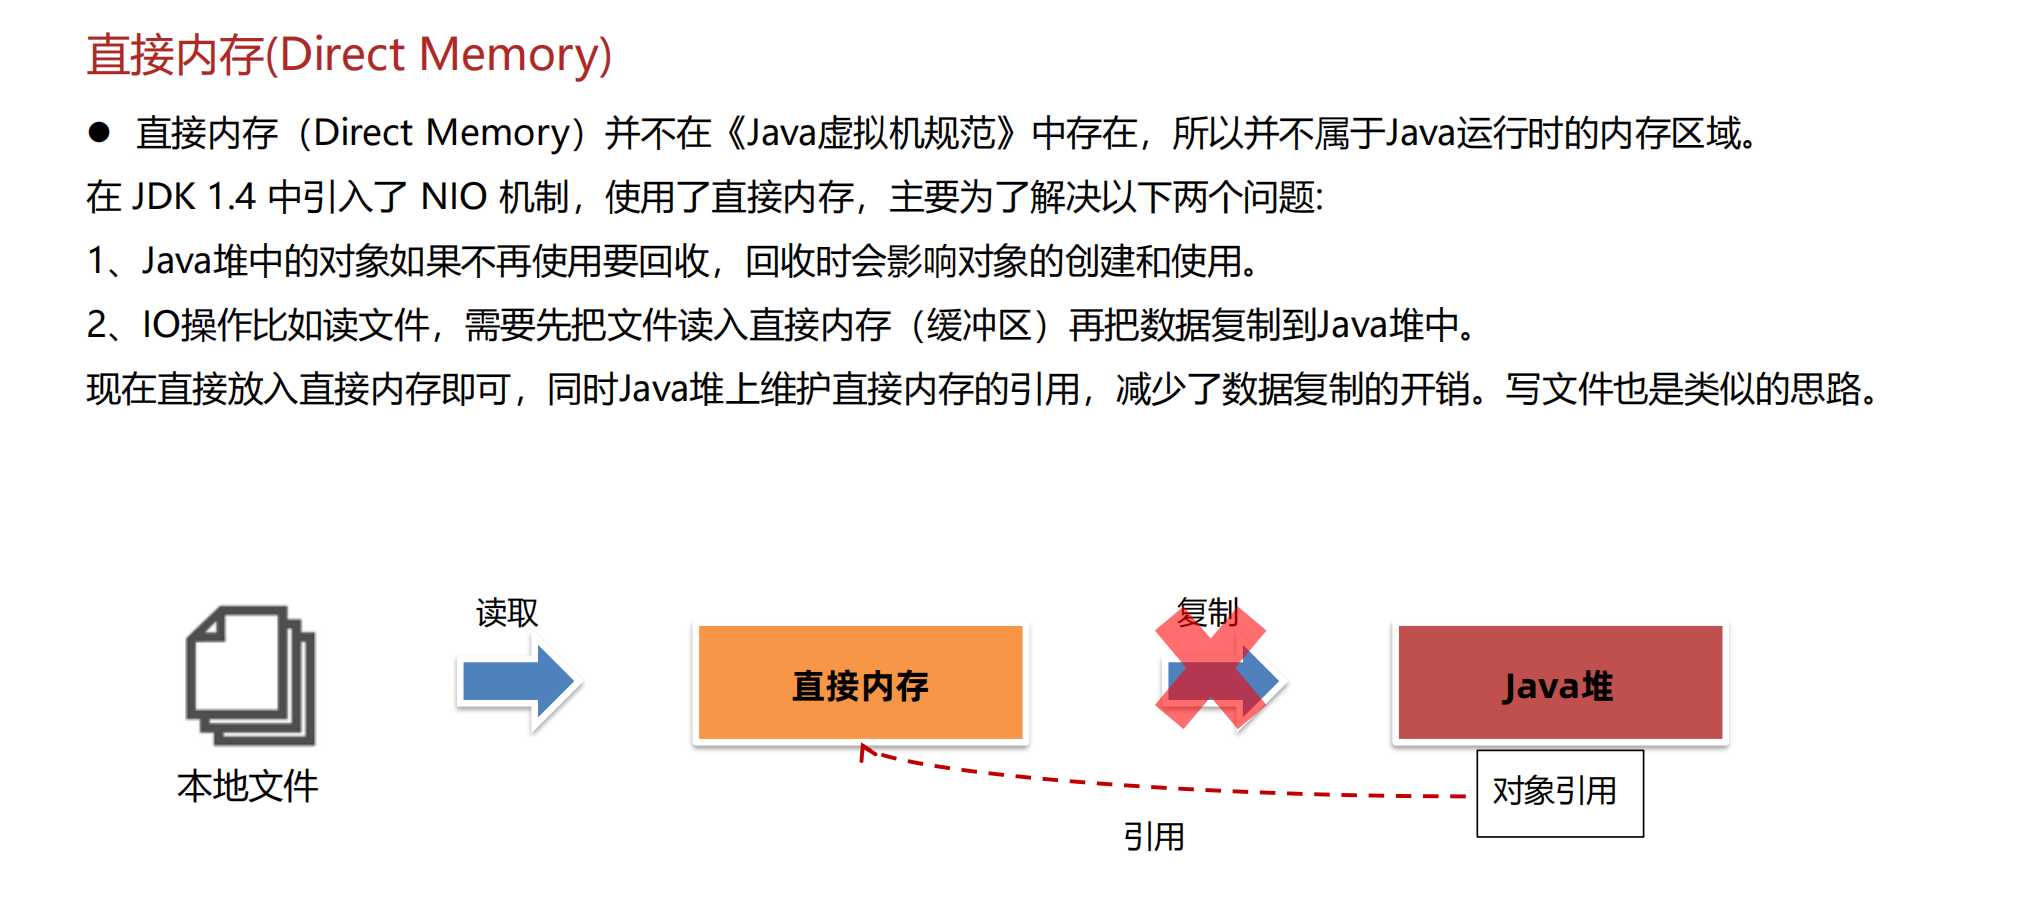 直接内存(Direct Memory)
● 直接内存（Direct Memory）并不在《Java虚拟机规范》中存在，所以并不属于Java运行时的内存区域。
在 JDK 1.4 中引入了 NIO 机制，使用了直接内存，主要为了解决以下两个问题:
1、Java堆中的对象如果不再使用要回收，回收时会影响对象的创建和使用。
2、IO操作比如读文件，需要先把文件读入直接内存（缓冲区）再把数据复制到Java堆中。
现在直接放入直接内存即可，同时Java堆上维护直接内存的引用，减少了数据复制的开销。写文件也是类似的思路。
读取
复制
直接内存
Java堆
本地文件
对象引用
引用